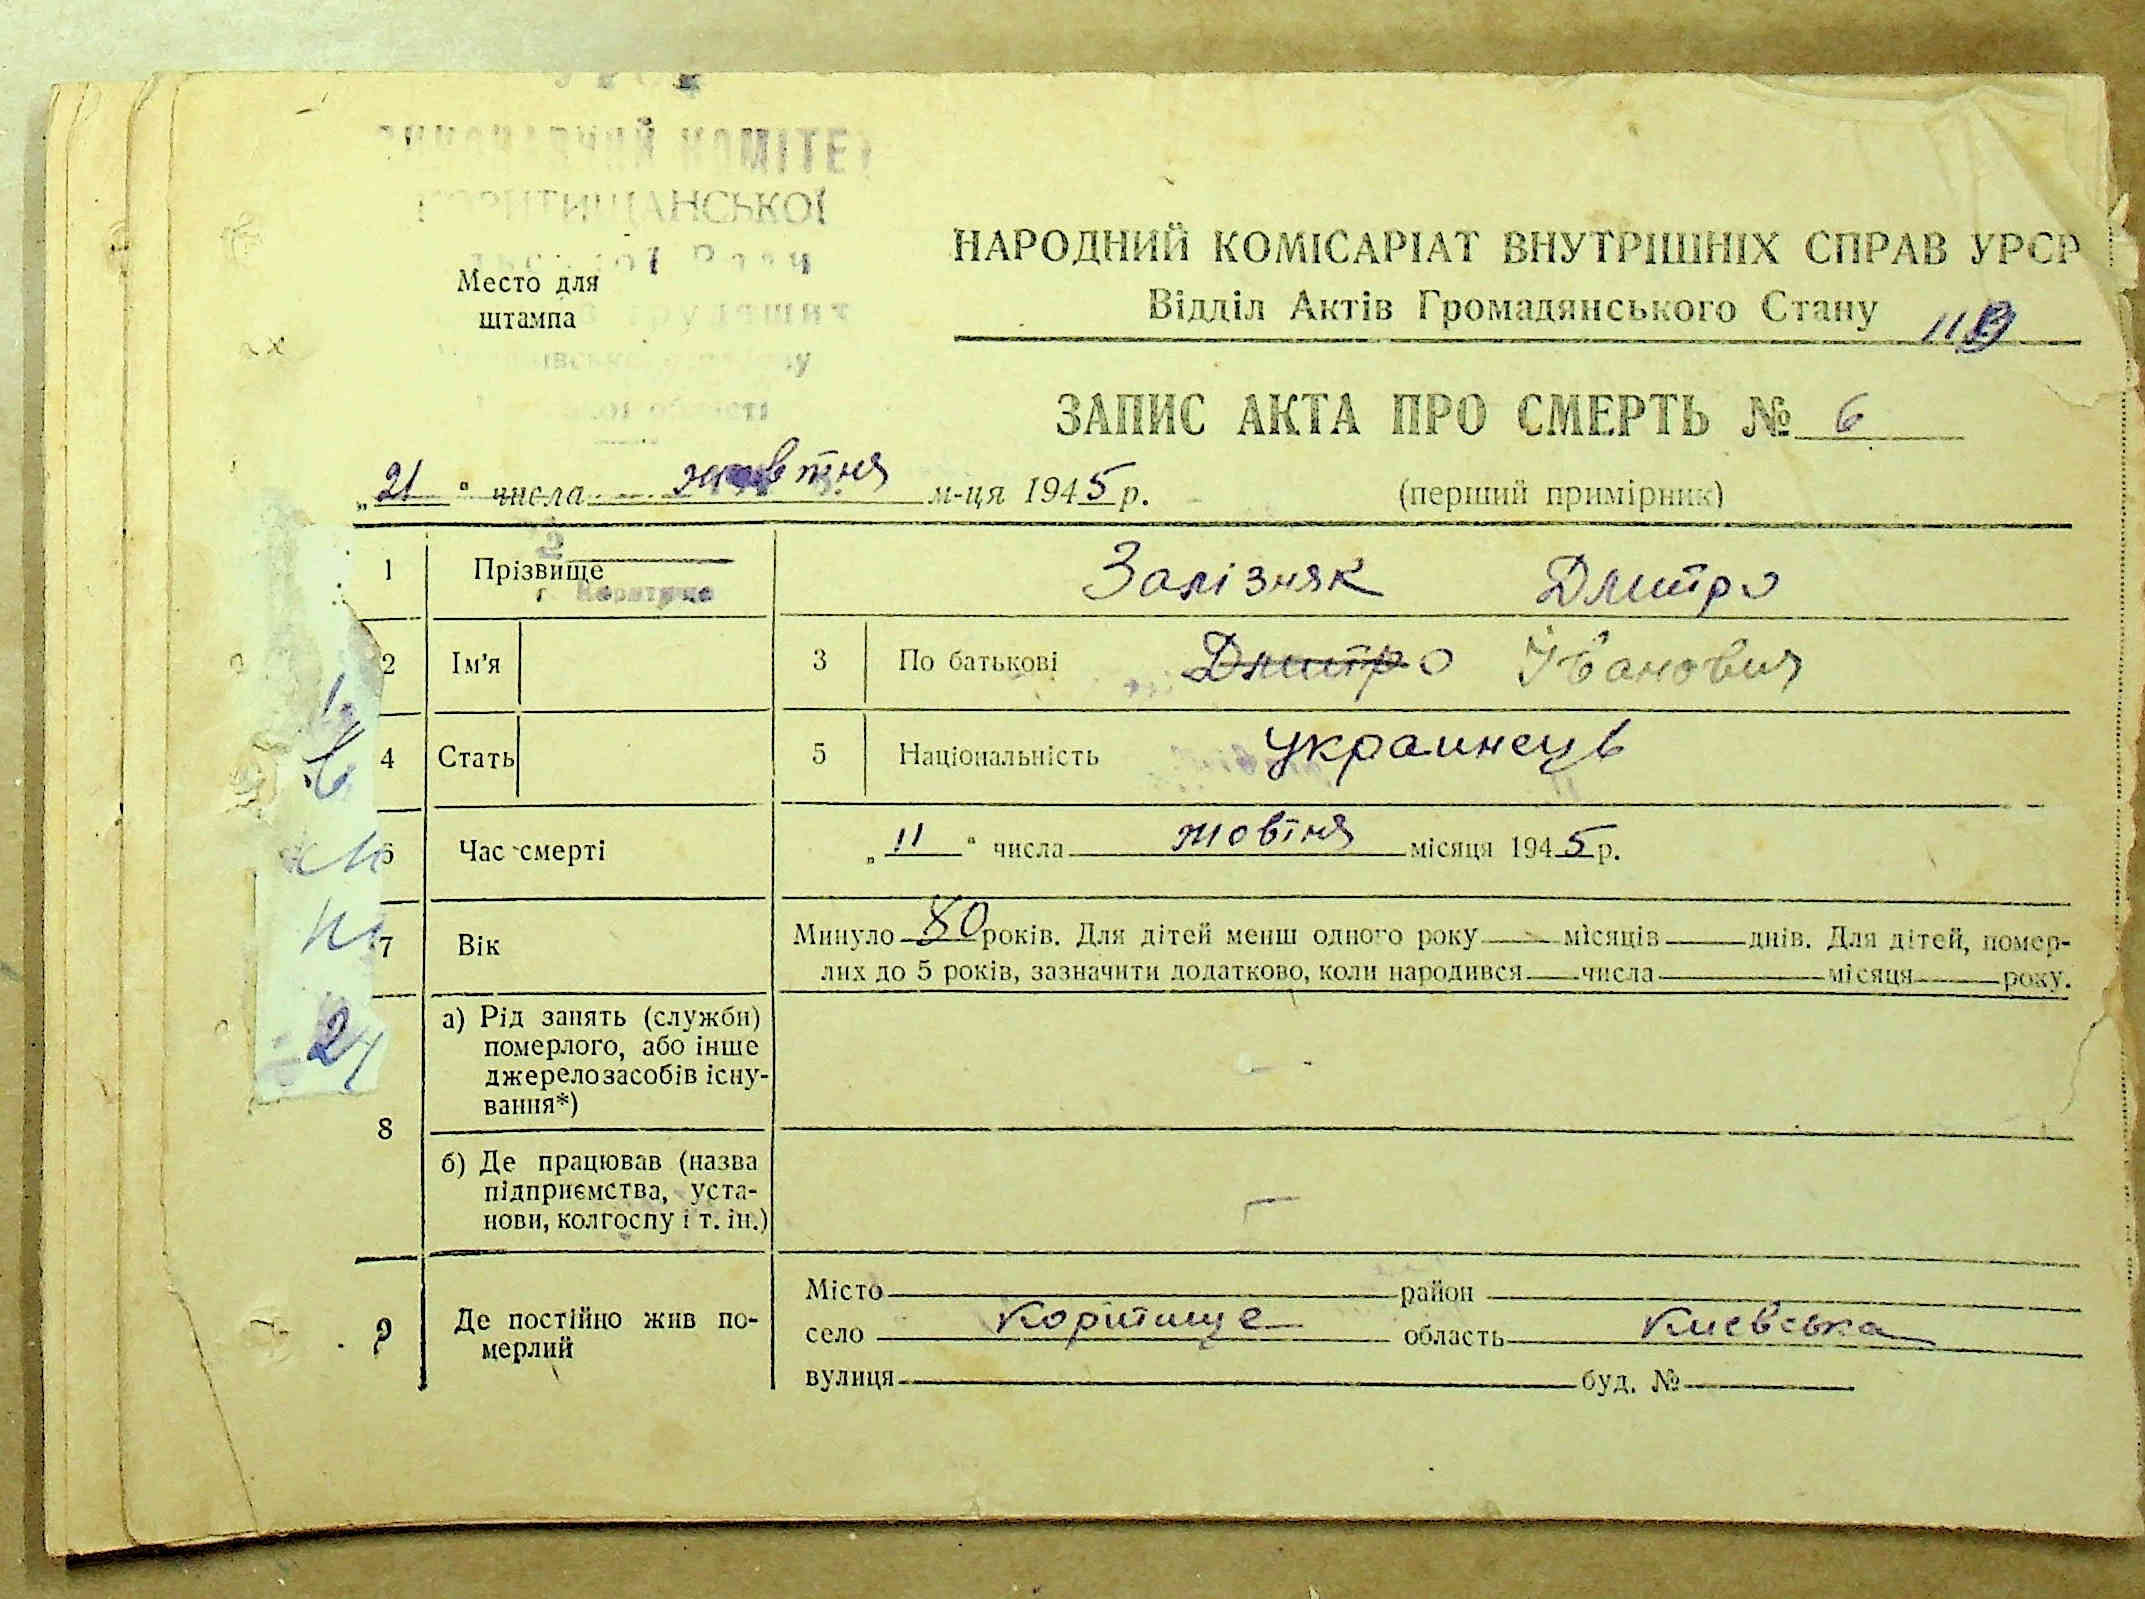 КОМІТЕТ
КОРИТИЩАНСЬКОЇ
Место для
штампа
трудящих
області
НАРОДНИЙ КОМІСАРІАТ ВНУТРІШНІХ СПРАВ УРСР
Відділ Актів Громадянського Стану
ЗАПИС АКТА ПРО СМЕРТЬ № 6
„21“ числа жовтня м-ця 1945 р.
(перший примірник)
1 Прізвище Залізняк Дмитро
2 Ім'я 3 По батькові Дмитро Іванович
4 Стать 5 Національність украинець
6 Час смерті „11“ числа жовтня місяця 1945 р.
7 Вік Минуло 80 років. Для дітей менш одного року — місяців — днів. Для дітей, помер-
лих до 5 років, зазначити додатково, коли народився — числа — місяця — року.
8 а) Рід занять (служби)
померлого, або інше
джерелозасобів існу-
вання*)
б) Де працював (назва
підприємства, уста-
нови, колгоспу і т. ін.)
9 Де постійно жив по-
мерлий
Місто район
село Коритище область Киевська
вулиця буд. №